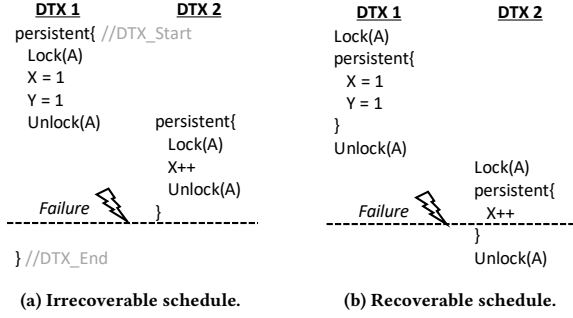 DTX 1
persistent{ //DTX_Start
Lock(A)
X = 1
Y = 1
Unlock(A)
} //DTX_End
DTX 2
persistent{
Lock(A)
X++
Unlock(A)
}
Failure
(a) Irrecoverable schedule.
DTX 1
Lock(A)
persistent{
X = 1
Y = 1
}
Unlock(A)
DTX 2
Lock(A)
persistent{
X++
}
Unlock(A)
Failure
(b) Recoverable schedule.